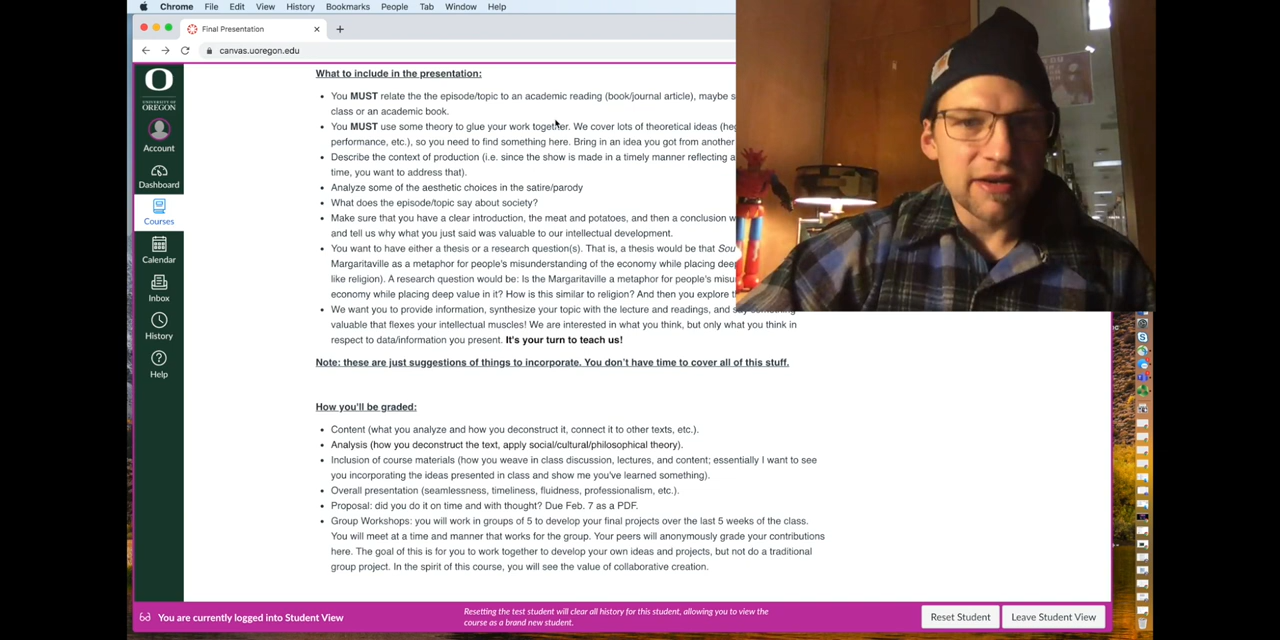 Chrome File Edit View History Bookmarks People Tab Window Help
Final Presentation
canvas.uoregon.edu
UNIVERSITY OF OREGON
Account
Dashboard
Courses
Calendar
Inbox
History
Help
What to include in the presentation:
You MUST relate the the episode/topic to an academic reading (book/journal article), maybe
class or an academic book.
You MUST use some theory to glue your work together. We cover lots of theoretical ideas
performance, etc.), so you need to find something here. Bring in an idea you got from another
Describe the context of production (i.e. since the show is made in a timely manner reflecting a
time, you want to address that).
Analyze some of the aesthetic choices in the satire/parody
What does the episode/topic say about society?
Make sure that you have a clear introduction, the meat and potatoes, and then a conclusion
and tell us why what you just said was valuable to our intellectual development.
You want to have either a thesis or a research question(s). That is, a thesis would be that
Margaritaville as a metaphor for people's misunderstanding of the economy while placing
like religion). A research question would be: Is the Margaritaville a metaphor for people's
economy while placing deep value in it? How is this similar to religion? And then you explore
We want you to provide information, synthesize your topic with the lecture and readings, and say something
valuable that flexes your intellectual muscles! We are interested in what you think, but only what you think in
respect to data/information you present. It's your turn to teach us!
Note: these are just suggestions of things to incorporate. You don't have time to cover all of this stuff.
How you'll be graded:
Content (what you analyze and how you deconstruct it, connect it to other texts, etc.).
Analysis (how you deconstruct the text, apply social/cultural/philosophical theory).
Inclusion of course materials (how you weave in class discussion, lectures, and content; essentially I want to see
you incorporating the ideas presented in class and show me you've learned something).
Overall presentation (seamlessness, timeliness, fluidness, professionalism, etc.).
Proposal: did you do it on time and with thought? Due Feb. 7 as a PDF.
Group Workshops: you will work in groups of 5 to develop your final projects over the last 5 weeks of the class.
You will meet at a time and manner that works for the group. Your peers will anonymously grade your contributions
here. The goal of this is for you to work together to develop your own ideas and projects, but not do a traditional
group project. In the spirit of this course, you will see the value of collaborative creation.
You are currently logged into Student View
Resetting the test student will clear all history for this student, allowing you to view the
course as a brand new student.
Reset Student
Leave Student View